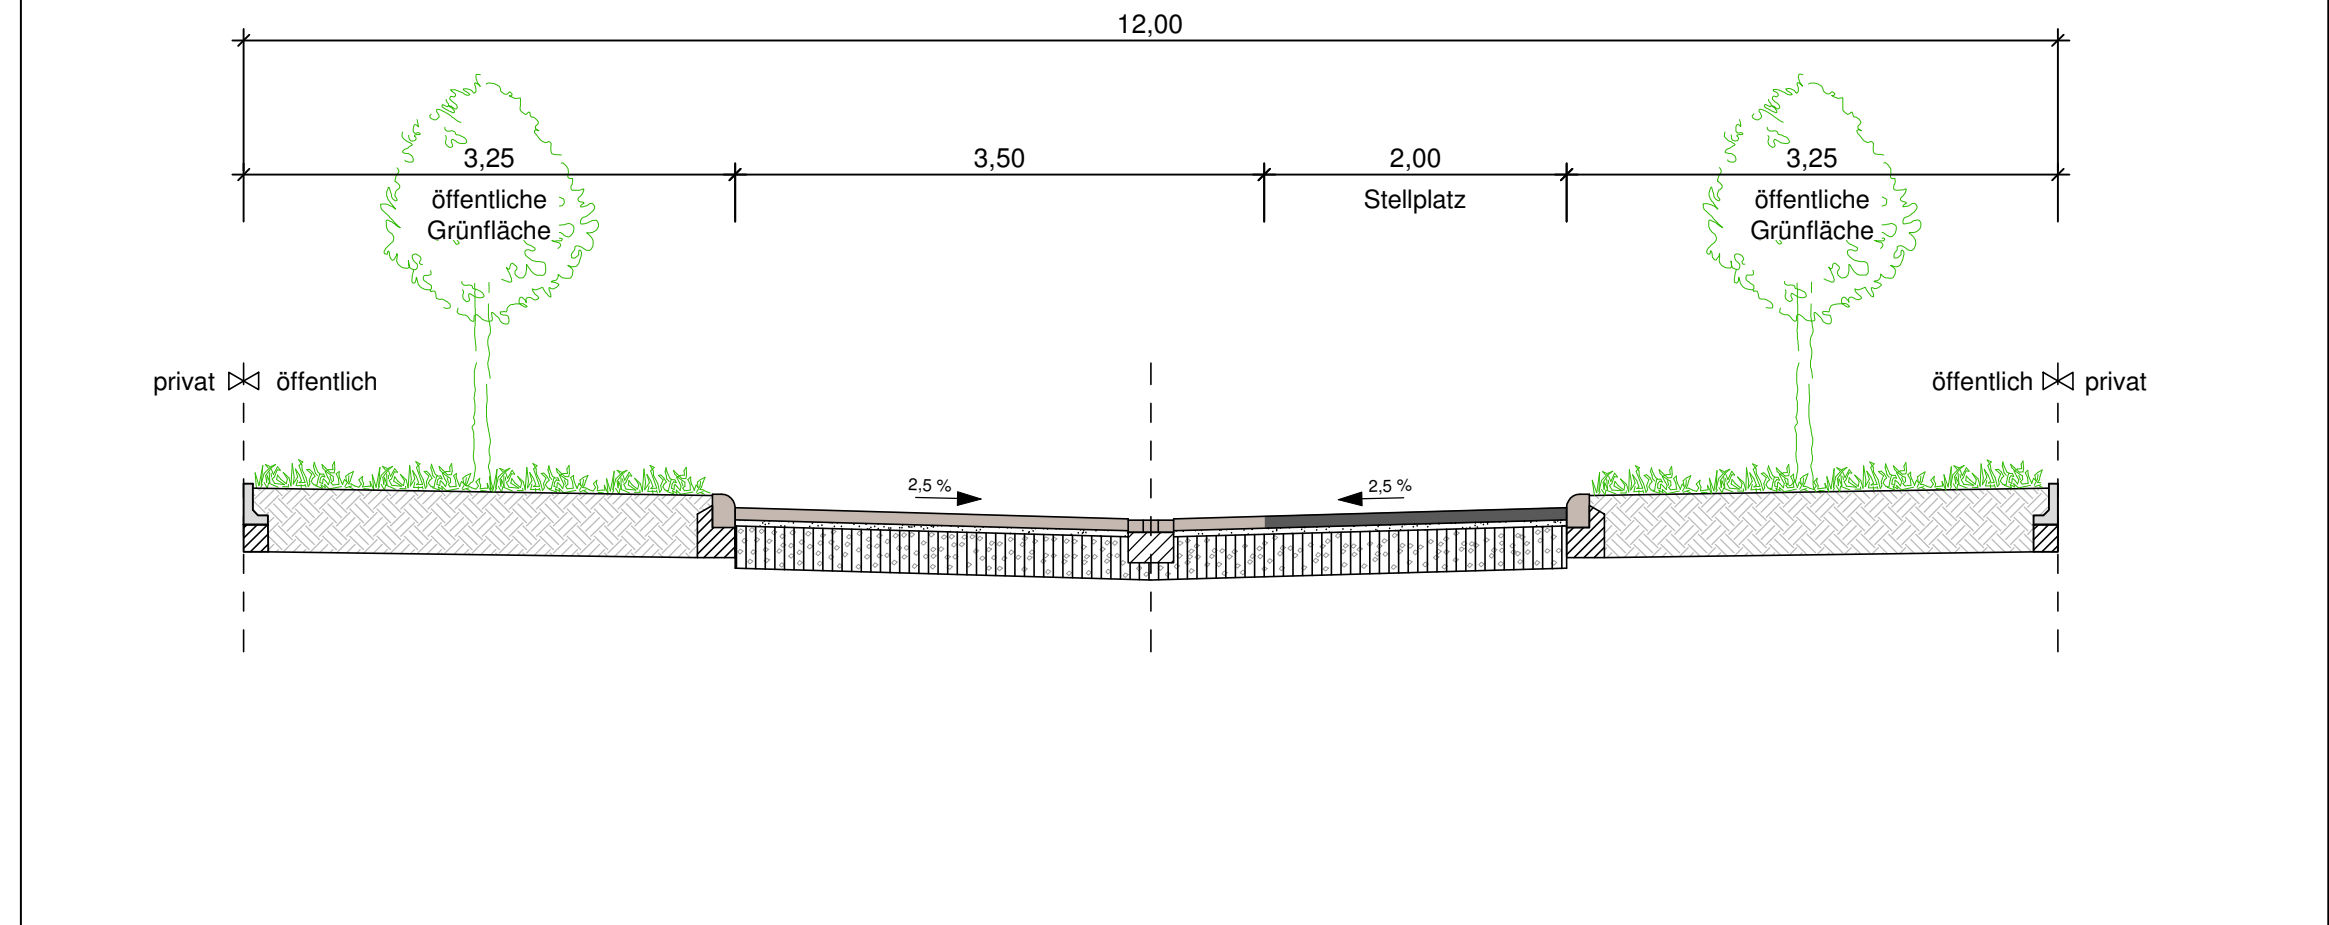 12,00
3,25
3,50
2,00
3,25
öffentliche
Grünfläche
Stellplatz
öffentliche
Grünfläche
privat öffentlich
öffentlich privat
2,5 %
2,5 %